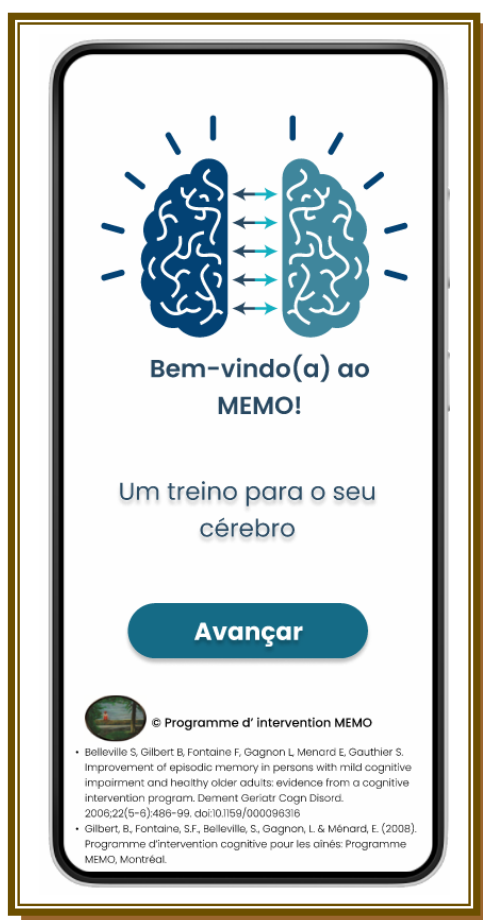 Bem-vindo(a) ao
MEMO!
Um treino para o seu
cérebro
Avançar
© Programme d' intervention MEMO
• Belleville S, Gilbert B, Fontaine F, Gagnon L, Menard E, Gauthier S.
Improvement of episodic memory in persons with mild cognitive
impairment and healthy older adults: evidence from a cognitive
intervention program. Dement Geriatr Cogn Disord.
2006;22(5-6):486-99. doi:10.1159/000096316
• Gilbert, B., Fontaine, S.F., Belleville, S., Gagnon, L. & Ménard, E. (2008).
Programme d'intervention cognitive pour les aînés: Programme
MEMO, Montréal.